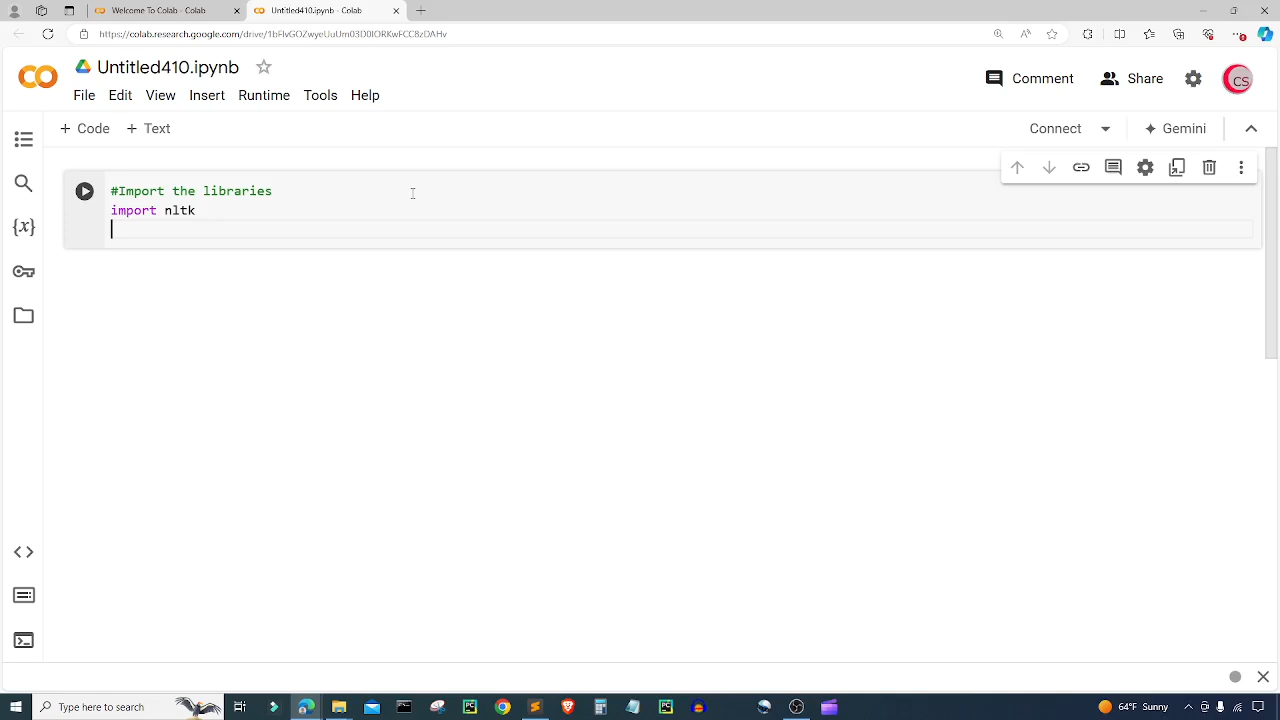 Welcome To Colab - Colab
Untitled410.ipynb - Colab
Untitled410.ipynb
Comment
Share
CS
File Edit View Insert Runtime Tools Help
+ Code + Text
Connect
Gemini
{x}
#Import the libraries
import nltk
Type here to search
64°F Sunny